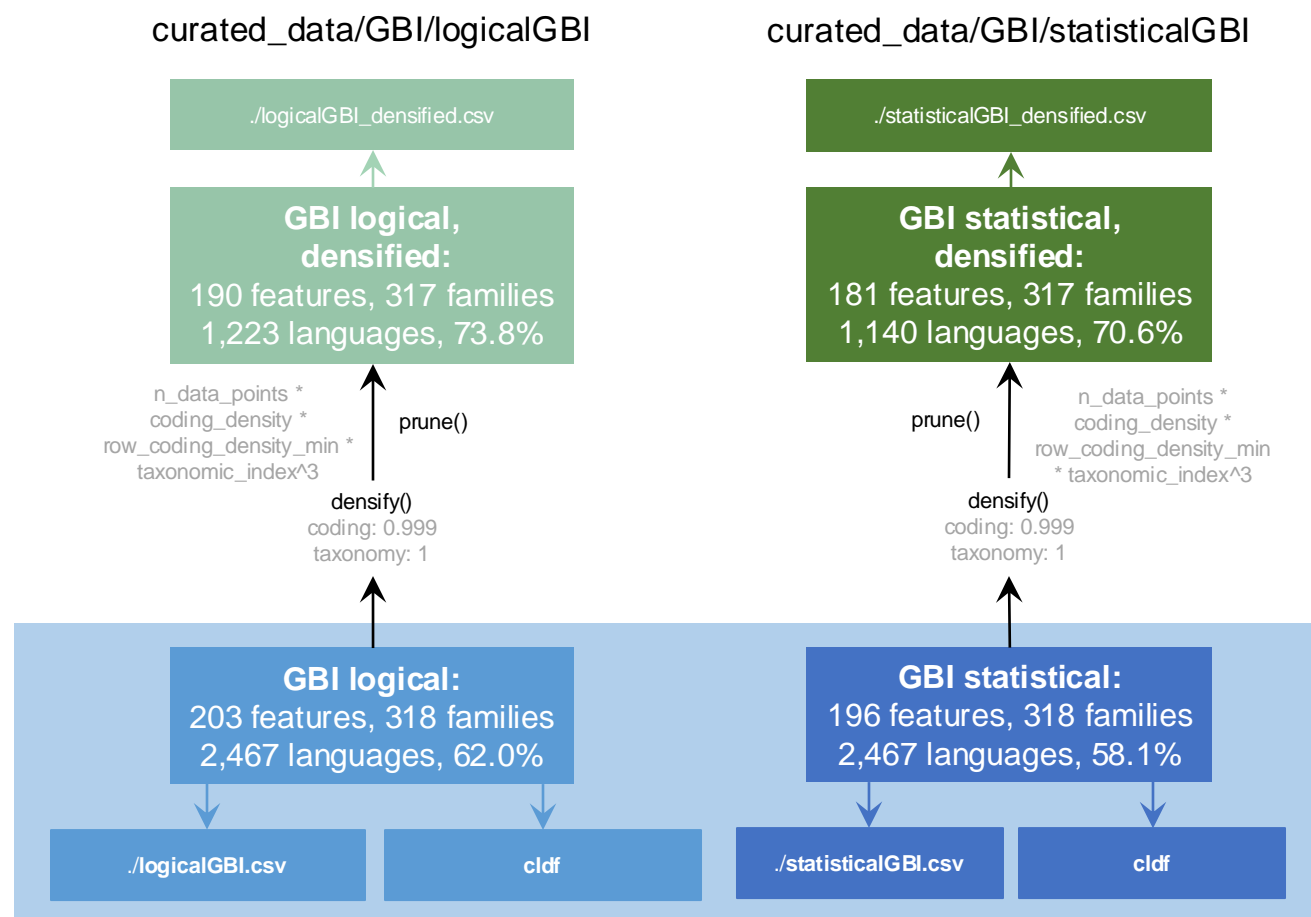 curated_data/GBI/logicalGBI
./logicalGBI_densified.csv
GBI logical,
densified:
190 features, 317 families
1,223 languages, 73.8%
n_data_points *
coding_density *
row_coding_density_min *
taxonomic_index^3
prune()
densify()
coding: 0.999
taxonomy: 1
GBI logical:
203 features, 318 families
2,467 languages, 62.0%
./logicalGBI.csv
cldf
curated_data/GBI/statisticalGBI
./statisticalGBI_densified.csv
GBI statistical,
densified:
181 features, 317 families
1,140 languages, 70.6%
prune()
n_data_points *
coding_density *
row_coding_density_min
* taxonomic_index^3
densify()
coding: 0.999
taxonomy: 1
GBI statistical:
196 features, 318 families
2,467 languages, 58.1%
./statisticalGBI.csv
cldf